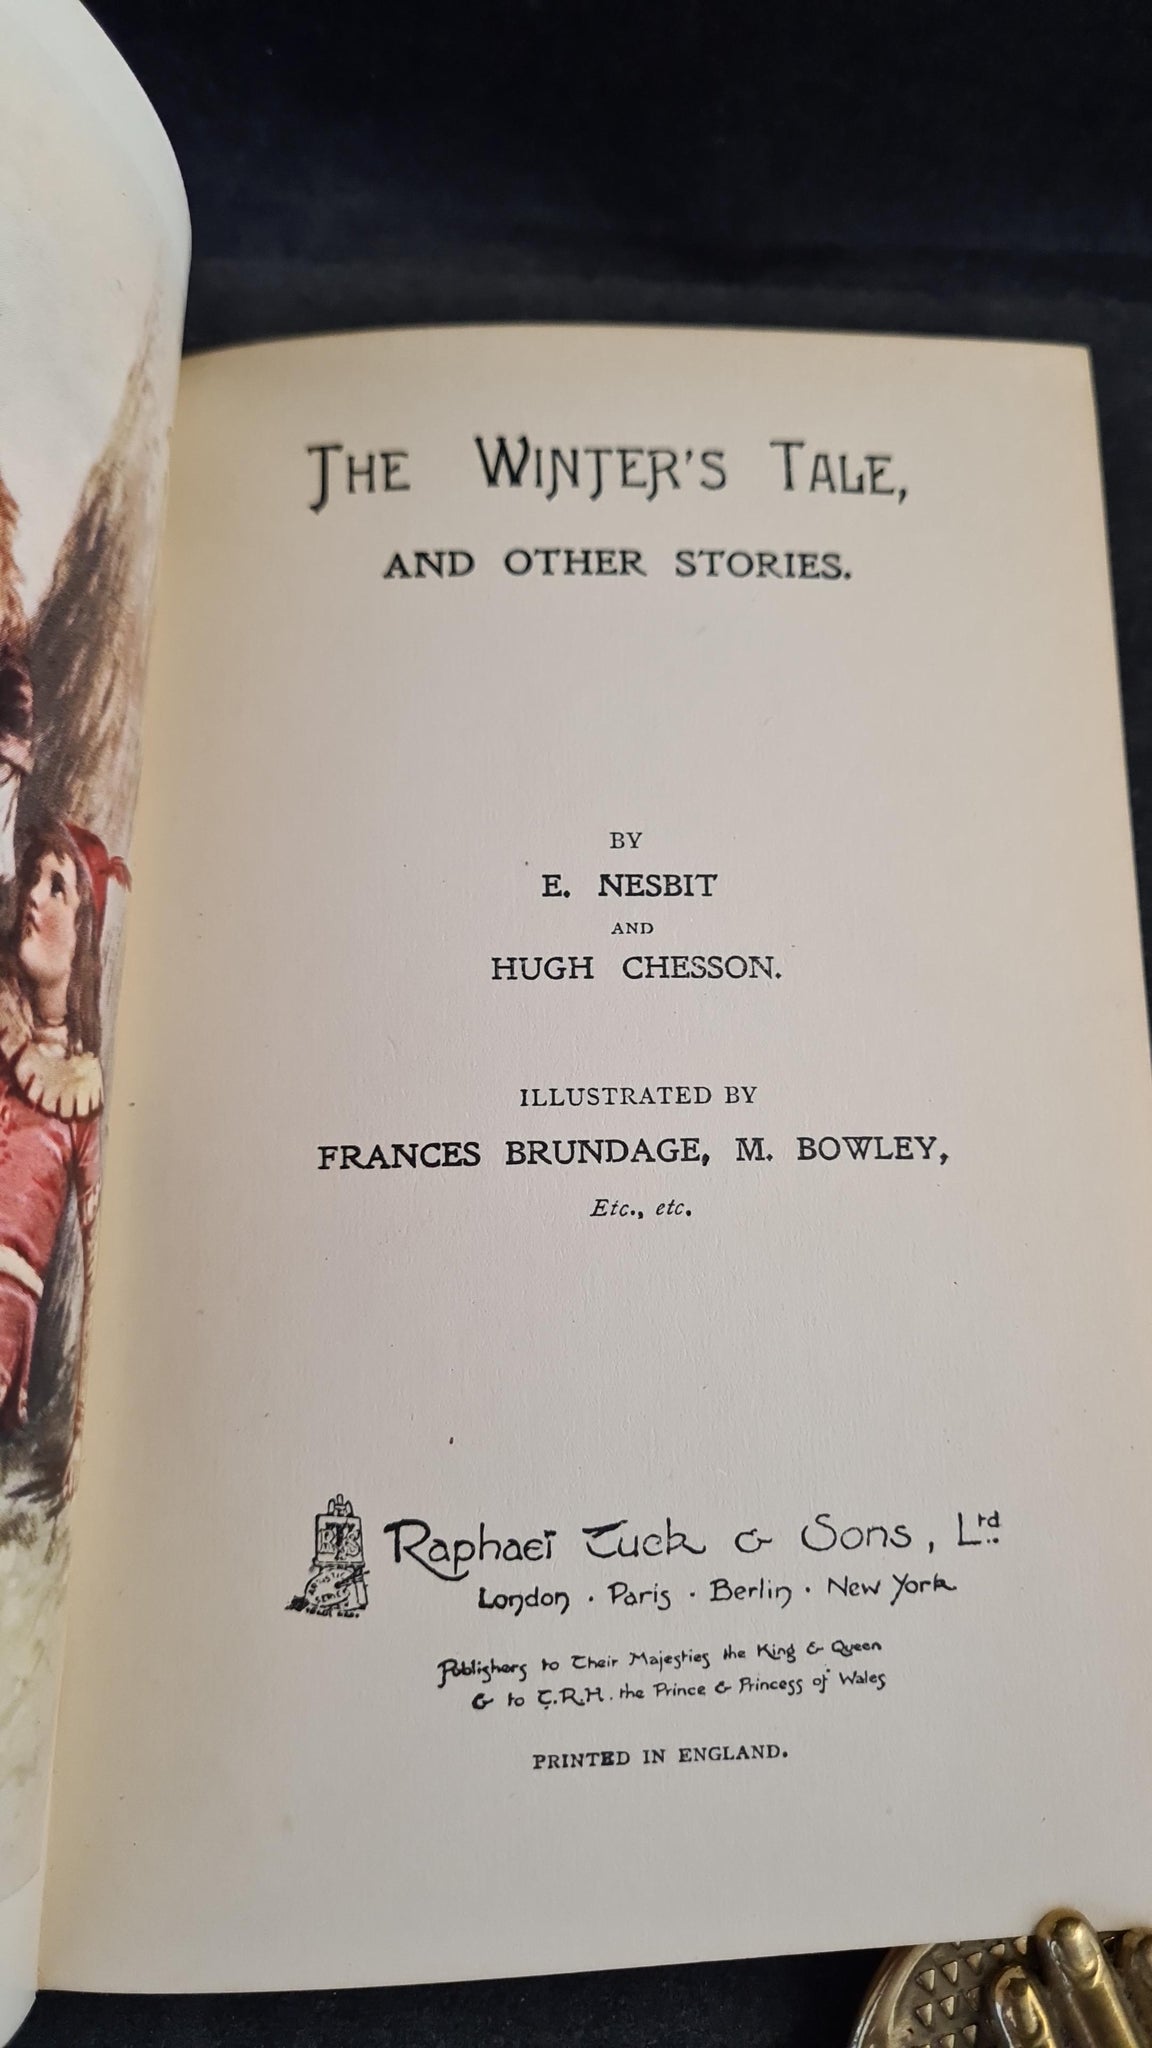 THE WINTER'S TALE,
AND OTHER STORIES.
BY
E. NESBIT
AND
HUGH CHESSON.
ILLUSTRATED BY
FRANCES BRUNDAGE, M. BOWLEY,
Etc., etc.
Raphael Tuck & Sons, Ltd.
London · Paris · Berlin · New York
Publishers to Their Majesties the King & Queen
& to T.R.H. the Prince & Princess of Wales
PRINTED IN ENGLAND.